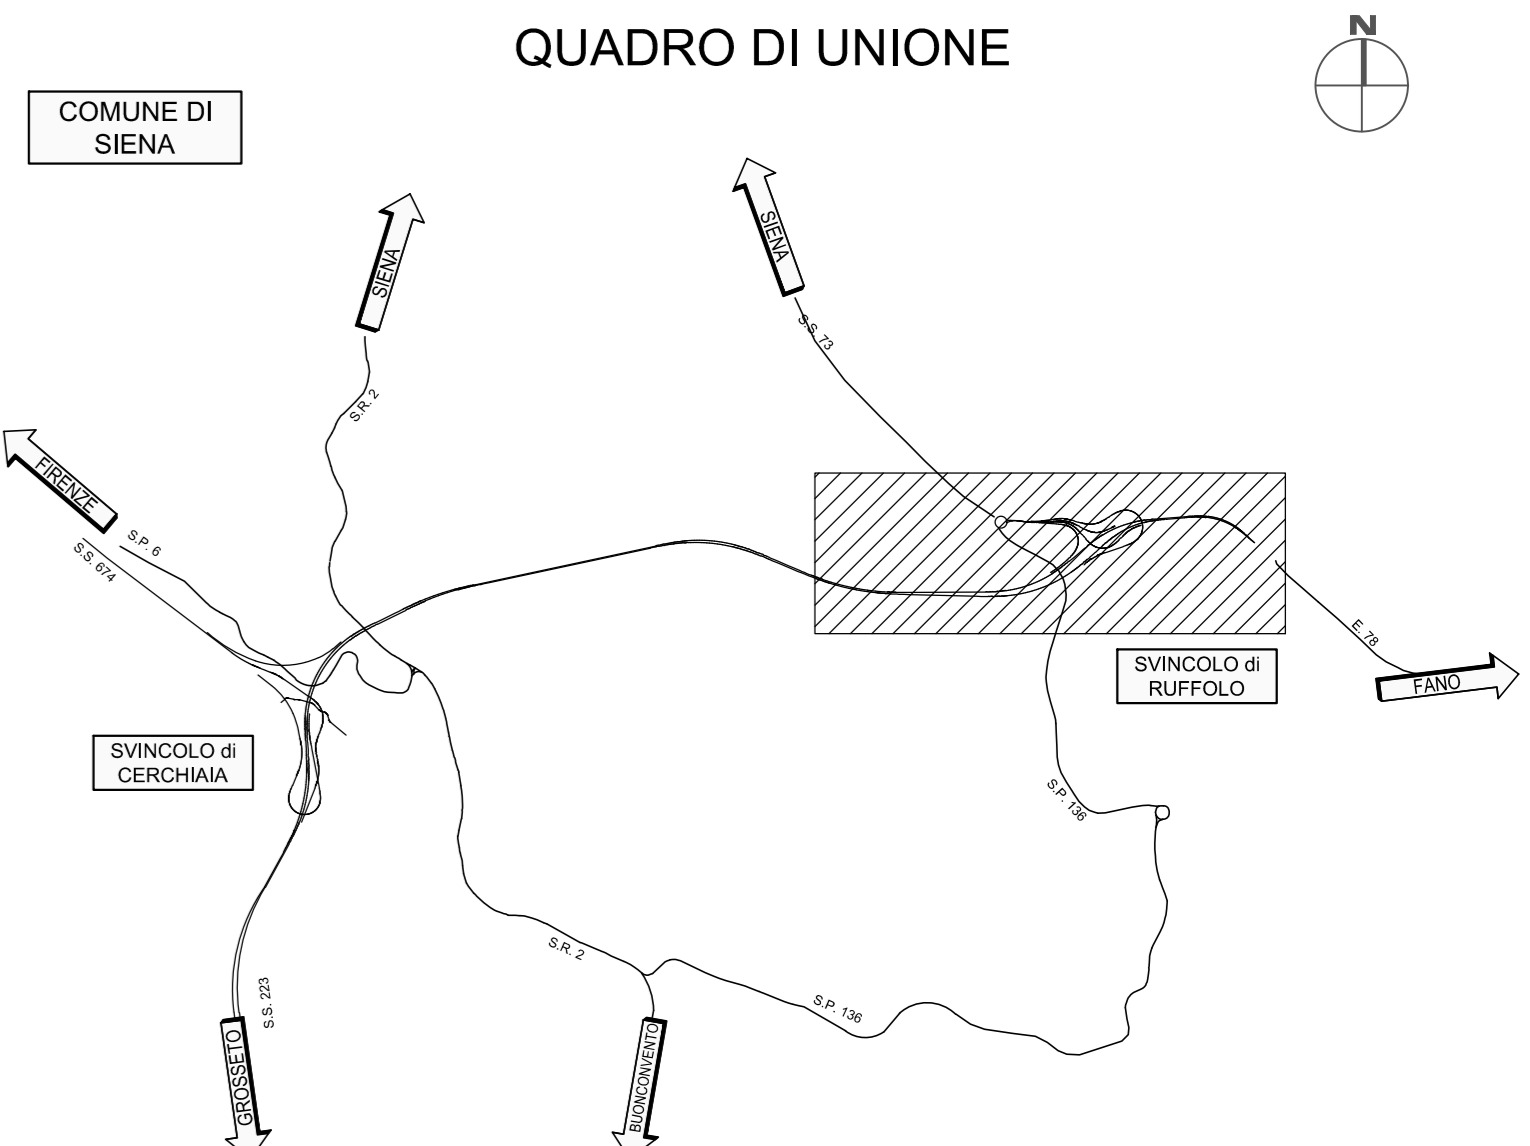 QUADRO DI UNIONE
N
COMUNE DI
SIENA
SIENA
SIENA
S.S. 73
S.R. 2
FIRENZE
S.P. 6
S.S. 674
E. 78
SVINCOLO di
RUFFOLO
FANO
SVINCOLO di
CERCHIAIA
S.P. 136
S.R. 2
S.S. 223
S.P. 136
GROSSETO
BUONCONVENTO